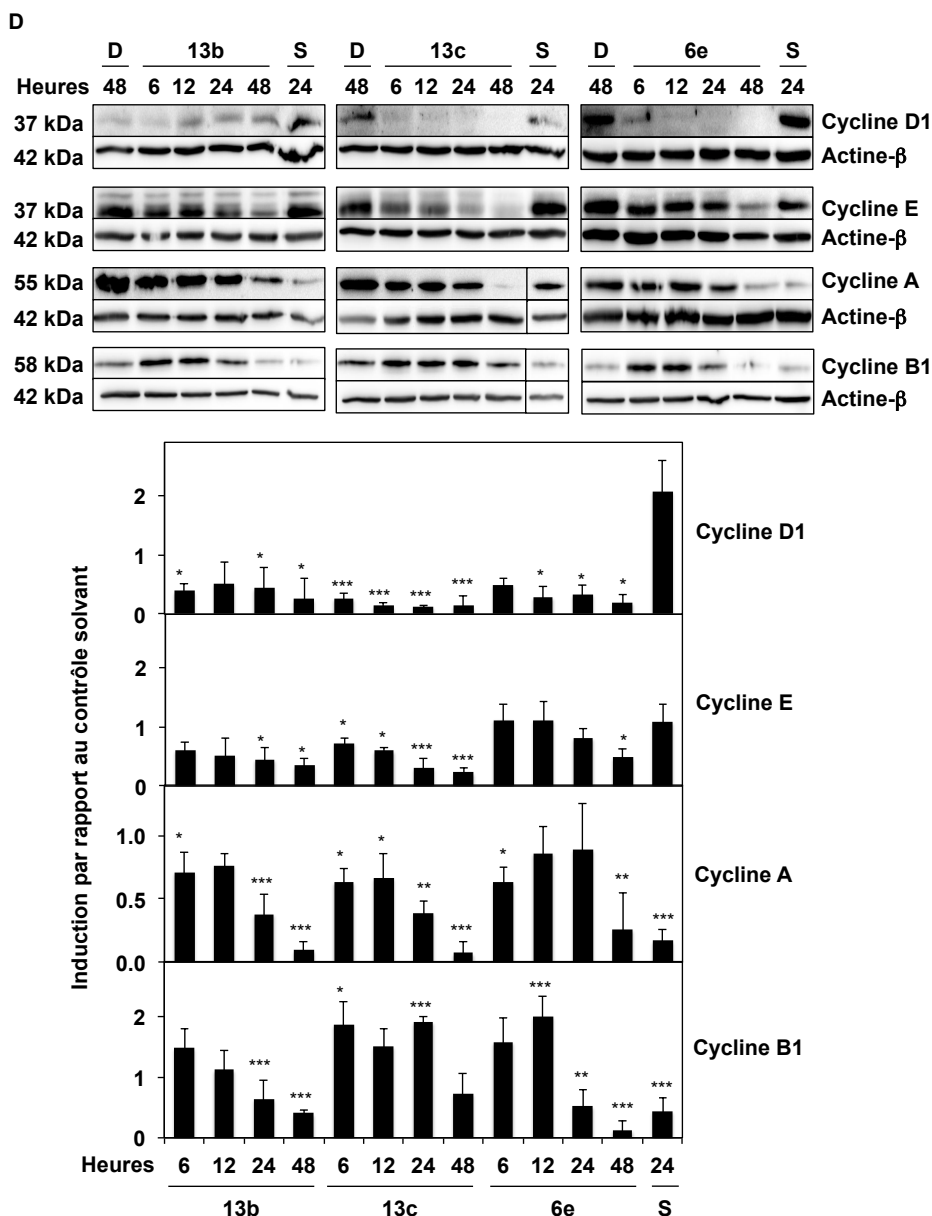 D
D 13b S D 13c S D 6e S
Heures 48 6 12 24 48 24 48 6 12 24 48 24 48 6 12 24 48 24
37 kDa Cycline D1
42 kDa Actine-β
37 kDa Cycline E
42 kDa Actine-β
55 kDa Cycline A
42 kDa Actine-β
58 kDa Cycline B1
42 kDa Actine-β
Induction par rapport au contrôle solvant
2
1
0
* * * *** *** *** *** * * *
Cycline D1
2
1
0
* * * * *** *** *
Cycline E
1.0
0.5
0.0
* *** *** * * ** *** * ** ***
Cycline A
2
1
0
*** *** * *** *** ** *** ***
Cycline B1
Heures 6 12 24 48 6 12 24 48 6 12 24 48 24
13b 13c 6e S